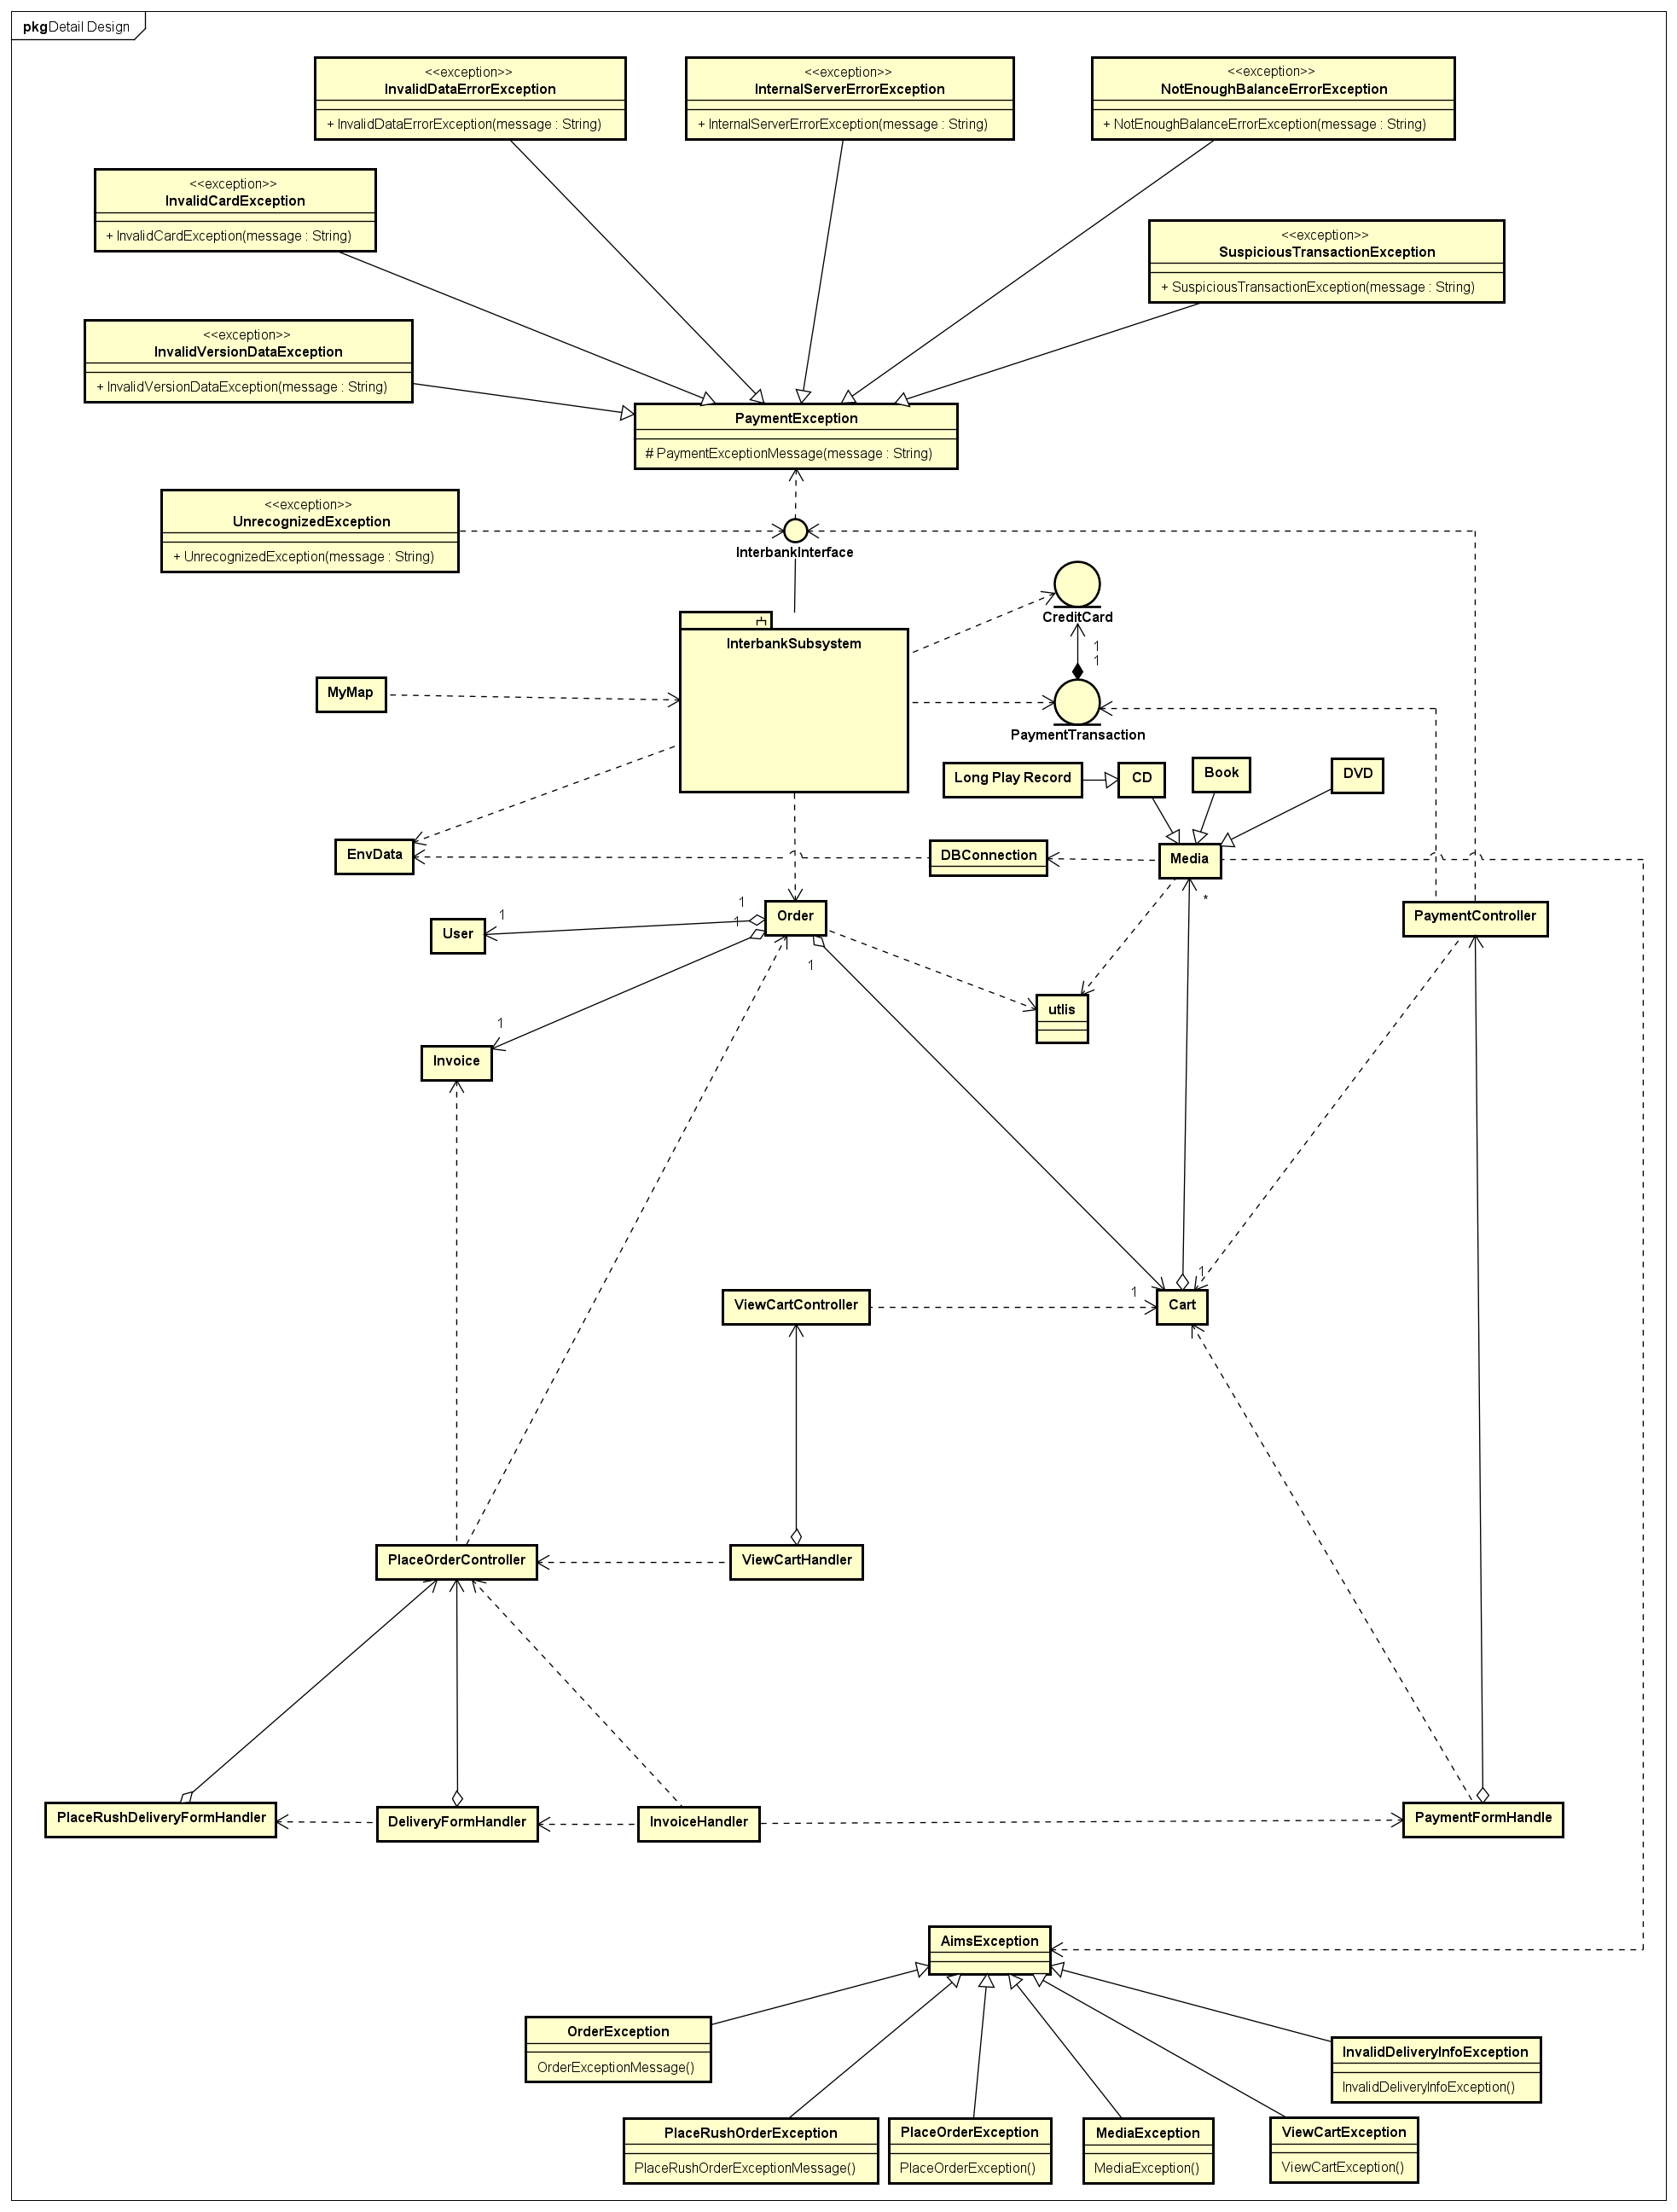 pkg Detail Design
<<exception>>
InvalidDataErrorException
+ InvalidDataErrorException(message : String)
<<exception>>
InternalServerErrorException
+ InternalServerErrorException(message : String)
<<exception>>
NotEnoughBalanceErrorException
+ NotEnoughBalanceErrorException(message : String)
<<exception>>
InvalidCardException
+ InvalidCardException(message : String)
<<exception>>
SuspiciousTransactionException
+ SuspiciousTransactionException(message : String)
<<exception>>
InvalidVersionDataException
+ InvalidVersionDataException(message : String)
PaymentException
# PaymentExceptionMessage(message : String)
<<exception>>
UnrecognizedException
+ UnrecognizedException(message : String)
InterbankInterface
CreditCard
1
1
InterbankSubsystem
MyMap
PaymentTransaction
Long Play Record
CD
Book
DVD
EnvData
DBConnection
Media
*
1
1
1
User
Order
PaymentController
1
1
utlis
1
Invoice
1
1
ViewCartController
Cart
PlaceOrderController
ViewCartHandler
PlaceRushDeliveryFormHandler
DeliveryFormHandler
InvoiceHandler
PaymentFormHandle
AimsException
OrderException
OrderExceptionMessage()
InvalidDeliveryInfoException
InvalidDeliveryInfoException()
PlaceRushOrderException
PlaceRushOrderExceptionMessage()
PlaceOrderException
PlaceOrderException()
MediaException
MediaException()
ViewCartException
ViewCartException()